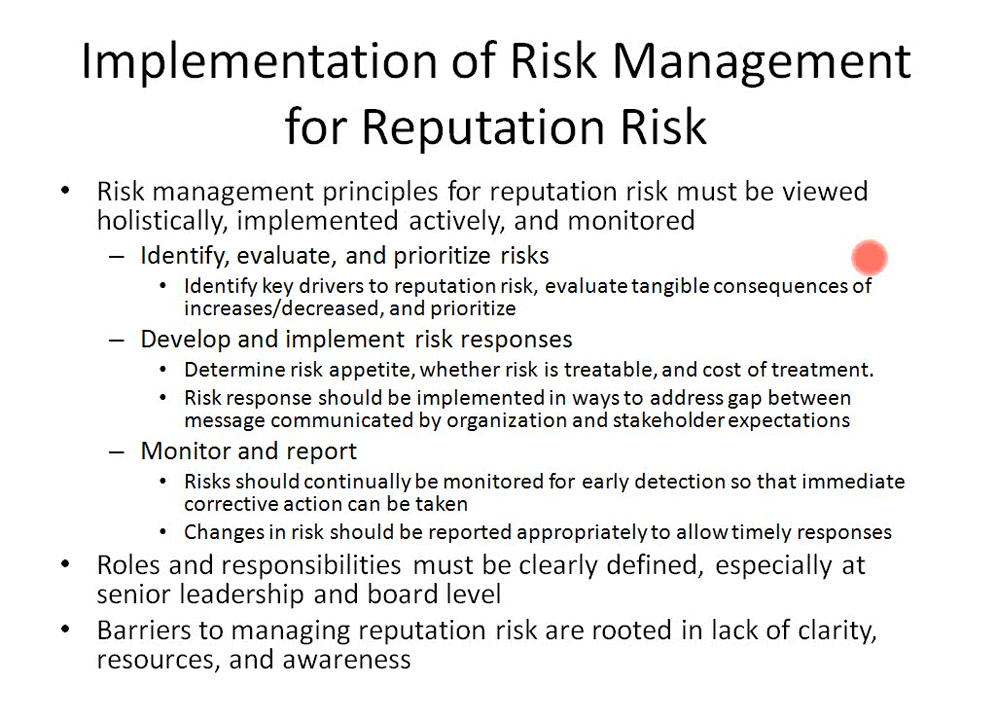 Implementation of Risk Management
for Reputation Risk
• Risk management principles for reputation risk must be viewed
holistically, implemented actively, and monitored
– Identify, evaluate, and prioritize risks
• Identify key drivers to reputation risk, evaluate tangible consequences of
increases/decreased, and prioritize
– Develop and implement risk responses
• Determine risk appetite, whether risk is treatable, and cost of treatment.
• Risk response should be implemented in ways to address gap between
message communicated by organization and stakeholder expectations
– Monitor and report
• Risks should continually be monitored for early detection so that immediate
corrective action can be taken
• Changes in risk should be reported appropriately to allow timely responses
• Roles and responsibilities must be clearly defined, especially at
senior leadership and board level
• Barriers to managing reputation risk are rooted in lack of clarity,
resources, and awareness